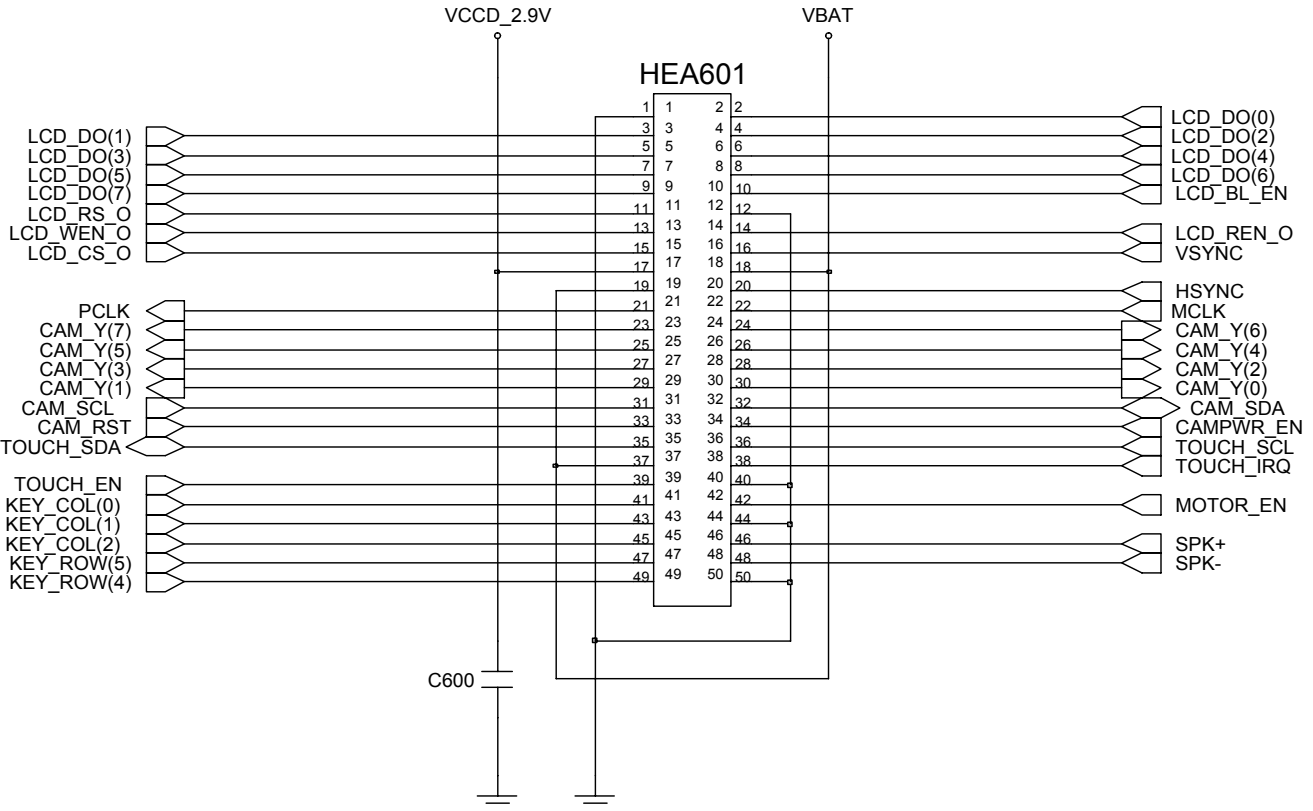 VCCD_2.9V
VBAT
HEA601
1 1 2 2
LCD_DO(0)
LCD_DO(1) 3 3 4 4 LCD_DO(2)
LCD_DO(3) 5 5 6 6 LCD_DO(4)
LCD_DO(5) 7 7 8 8 LCD_DO(6)
LCD_DO(7) 9 9 10 10 LCD_BL_EN
LCD_RS_O 11 11 12 12
LCD_WEN_O 13 13 14 14 LCD_REN_O
LCD_CS_O 15 15 16 16 VSYNC
17 17 18 18
19 19 20 20 HSYNC
PCLK 21 21 22 22 MCLK
CAM_Y(7) 23 23 24 24 CAM_Y(6)
CAM_Y(5) 25 25 26 26 CAM_Y(4)
CAM_Y(3) 27 27 28 28 CAM_Y(2)
CAM_Y(1) 29 29 30 30 CAM_Y(0)
CAM_SCL 31 31 32 32 CAM_SDA
CAM_RST 33 33 34 34 CAMPWR_EN
TOUCH_SDA 35 35 36 36 TOUCH_SCL
37 37 38 38 TOUCH_IRQ
TOUCH_EN 39 39 40 40
KEY_COL(0) 41 41 42 42 MOTOR_EN
KEY_COL(1) 43 43 44 44
KEY_COL(2) 45 45 46 46 SPK+
KEY_ROW(5) 47 47 48 48 SPK-
KEY_ROW(4) 49 49 50 50
C600